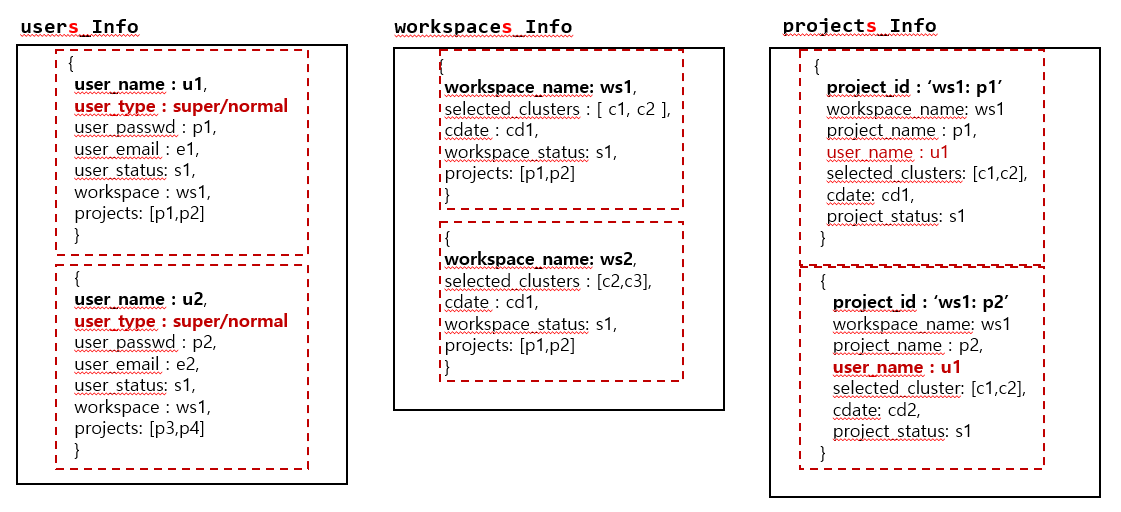 users_Info
{
user_name : u1,
user_type : super/normal
user_passwd : p1,
user_email : e1,
user_status: s1,
workspace : ws1,
projects: [p1,p2]
}
{
user_name : u2,
user_type : super/normal
user_passwd : p2,
user_email : e2,
user_status: s1,
workspace : ws1,
projects: [p3,p4]
}
workspaces_Info
{
workspace_name: ws1,
selected_clusters : [ c1, c2 ],
cdate : cd1,
workspace_status: s1,
projects: [p1,p2]
}
{
workspace_name: ws2,
selected_clusters : [c2,c3],
cdate : cd1,
workspace_status: s1,
projects: [p1,p2]
}
projects_Info
{
project_id : ‘ws1: p1’
workspace_name: ws1
project_name : p1,
user_name : u1
selected_clusters: [c1,c2],
cdate: cd1,
project_status: s1
}
{
project_id : ‘ws1: p2’
workspace_name: ws1
project_name : p2,
user_name : u1
selected_cluster: [c1,c2],
cdate: cd2,
project_status: s1
}